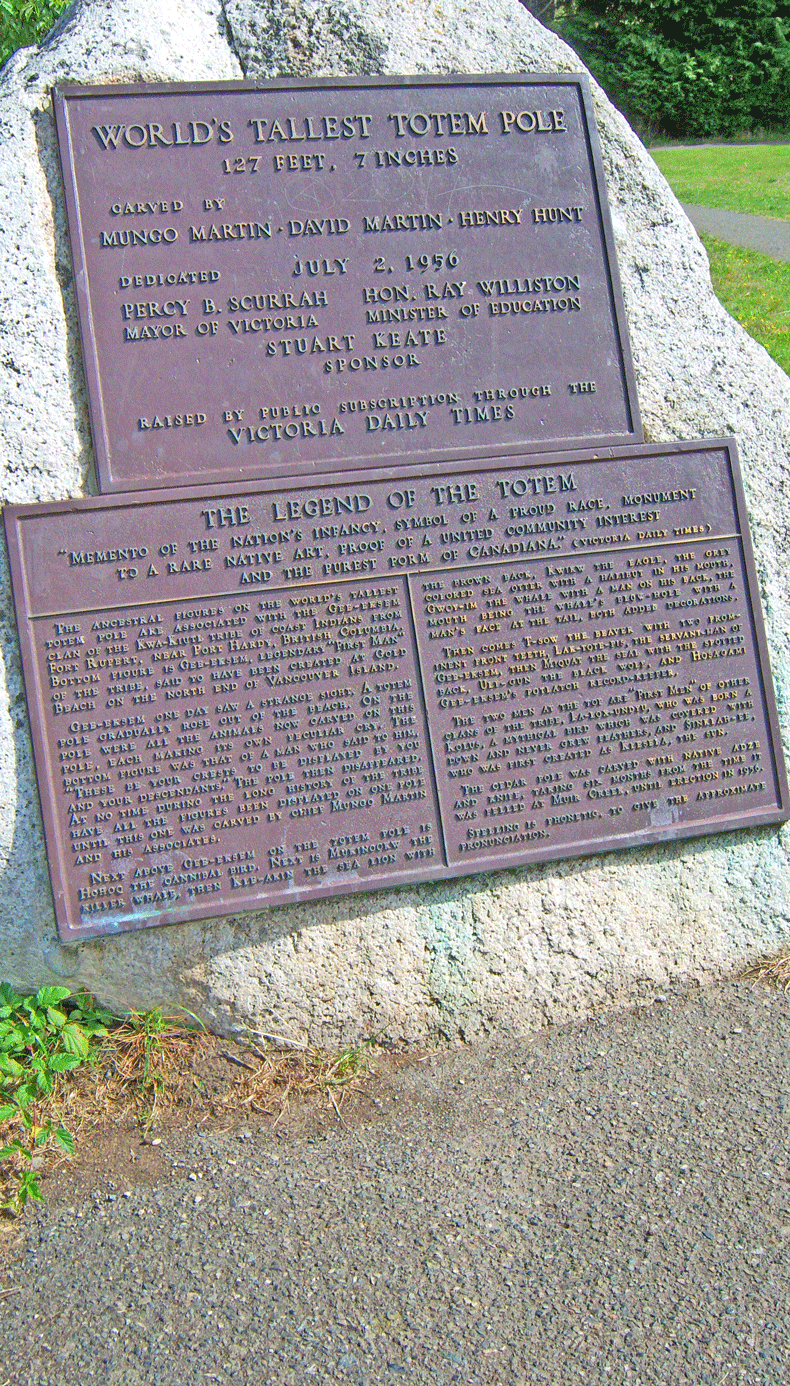 WORLD'S TALLEST TOTEM POLE
127 FEET, 7 INCHES
CARVED BY
MUNGO MARTIN · DAVID MARTIN · HENRY HUNT
DEDICATED JULY 2, 1956
PERCY B. SCURRAH HON. RAY WILLISTON
MAYOR OF VICTORIA MINISTER OF EDUCATION
STUART KEATE
SPONSOR
RAISED BY PUBLIC SUBSCRIPTION THROUGH THE
VICTORIA DAILY TIMES
THE LEGEND OF THE TOTEM
"MEMENTO OF THE NATION'S INFANCY, SYMBOL OF A PROUD RACE, MONUMENT
TO A RARE NATIVE ART, PROOF OF A UNITED COMMUNITY INTEREST
AND THE PUREST FORM OF CANADIANA." (VICTORIA DAILY TIMES)
THE ANCESTRAL FIGURES ON THE WORLD'S TALLEST
TOTEM POLE ARE ASSOCIATED WITH THE GEE-EKSEM
CLAN OF THE KWA-KUTL TRIBE OF COAST INDIANS FROM
FORT RUPERT, NEAR PORT HARDY, BRITISH COLUMBIA.
BOTTOM FIGURE IS GEE-EKSEM, LEGENDARY "FIRST MAN"
OF THE TRIBE, SAID TO HAVE BEEN CREATED AT GOLD
BEACH ON THE NORTH END OF VANCOUVER ISLAND.
GEE-EKSEM ONE DAY SAW A STRANGE SIGHT. A TOTEM
POLE GRADUALLY ROSE OUT OF THE BEACH. ON THE
POLE WERE ALL THE ANIMALS NOW CARVED ON THIS
POLE, EACH MAKING ITS OWN PECULIAR CRY. THE
BOTTOM FIGURE WAS THAT OF A MAN WHO SAID TO HIM,
"THESE BE YOUR CRESTS, TO BE DISPLAYED BY YOU
AND YOUR DESCENDANTS." THE POLE THEN DISAPPEARED.
AT NO TIME DURING THE LONG HISTORY OF THE TRIBE
HAVE ALL THE FIGURES BEEN DISPLAYED ON ONE POLE
UNTIL THIS ONE WAS CARVED BY CHIEF MUNGO MARTIN
AND HIS ASSOCIATES.
NEXT ABOVE GEE-EKSEM ON THE TOTEM POLE IS
HOHOQ THE CANNIBAL BIRD. NEXT IS THE
KILLER WHALE, THEN THE SEA LION WITH
THE BROWN BACK, KWIKW THE EAGLE, THE GREY
COLORED SEA OTTER WITH A HALIBUT IN HIS MOUTH,
GWOY-IM THE WHALE WITH A MAN ON HIS BACK, THE
MOUTH BEING THE WHALE'S BLOW-HOLE WITH A
MAN'S FACE AT THE TAIL, BOTH ADDED DECORATIONS.
THEN COMES T-SOW THE BEAVER WITH TWO PROM-
INENT FRONT TEETH, THE SERVANT-MAN OF
GEE-EKSEM, THEN MIQUAT THE SEAL WITH THE SPOTTED
BACK, THE BLACK WOLF, AND
GEE-EKSEM'S POTLATCH RECORD-KEEPER.
THE TWO MEN AT THE TOP ARE "FIRST MEN" OF OTHER
CLANS OF THE TRIBE, WHO WAS BORN A
KOLUS, A MYTHICAL BIRD WHICH WAS COVERED WITH
DOWN AND NEVER GREW FEATHERS, AND
WHO WAS FIRST CREATED AS THE SUN.
THE CEDAR POLE WAS CARVED WITH NATIVE ADZE
AND KNIFE, TAKING SIX MONTHS FROM THE TIME IT
WAS FELLED AT MUIR CREEK, UNTIL ERECTION IN
SPELLING IS PHONETIC, TO GIVE THE APPROXIMATE
PRONUNCIATION.